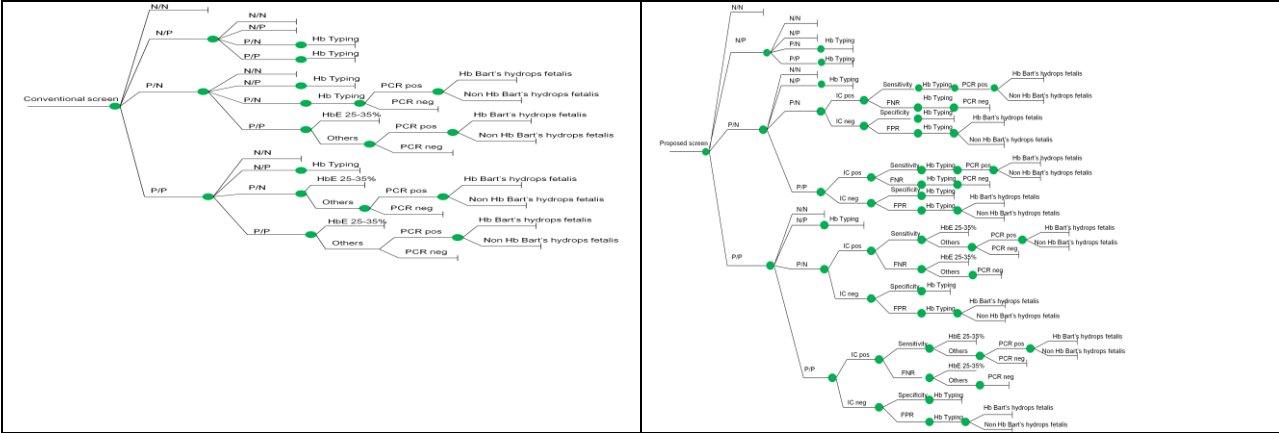 N/N
N/P
N/N
N/P
P/N
Hb Typing
P/P
Hb Typing
Conventional screen
P/N
N/N
N/P
Hb Typing
P/N
Hb Typing
PCR pos
Hb Bart's hydrops fetalis
Non Hb Bart's hydrops fetalis
PCR neg
P/P
HbE 25-35%
Others
PCR pos
Hb Bart's hydrops fetalis
Non Hb Bart's hydrops fetalis
PCR neg
P/P
N/N
N/P
Hb Typing
P/N
HbE 25-35%
Others
PCR pos
Hb Bart's hydrops fetalis
Non Hb Bart's hydrops fetalis
PCR neg
P/P
HbE 25-35%
Others
PCR pos
Hb Bart's hydrops fetalis
Non Hb Bart's hydrops fetalis
PCR neg
Proposed screen
N/N
N/P
N/N
N/P
P/N
Hb Typing
P/P
Hb Typing
P/N
N/N
N/P
Hb Typing
P/N
IC pos
Sensitivity
Hb Typing
PCR pos
Hb Bart's hydrops fetalis
Non Hb Bart's hydrops fetalis
FNR
Hb Typing
PCR neg
IC neg
Specificity
Hb Typing
FPR
Hb Typing
Hb Bart's hydrops fetalis
Non Hb Bart's hydrops fetalis
P/P
IC pos
Sensitivity
Hb Typing
PCR pos
Hb Bart's hydrops fetalis
Non Hb Bart's hydrops fetalis
FNR
Hb Typing
PCR neg
IC neg
Specificity
Hb Typing
FPR
Hb Typing
Hb Bart's hydrops fetalis
Non Hb Bart's hydrops fetalis
P/P
N/N
N/P
Hb Typing
P/N
IC pos
Sensitivity
HbE 25-35%
Others
PCR pos
Hb Bart's hydrops fetalis
Non Hb Bart's hydrops fetalis
PCR neg
FNR
HbE 25-35%
Others
PCR neg
IC neg
Specificity
Hb Typing
FPR
Hb Typing
Hb Bart's hydrops fetalis
Non Hb Bart's hydrops fetalis
P/P
IC pos
Sensitivity
HbE 25-35%
Others
PCR pos
Hb Bart's hydrops fetalis
Non Hb Bart's hydrops fetalis
PCR neg
FNR
HbE 25-35%
Others
PCR neg
IC neg
Specificity
Hb Typing
FPR
Hb Typing
Hb Bart's hydrops fetalis
Non Hb Bart's hydrops fetalis